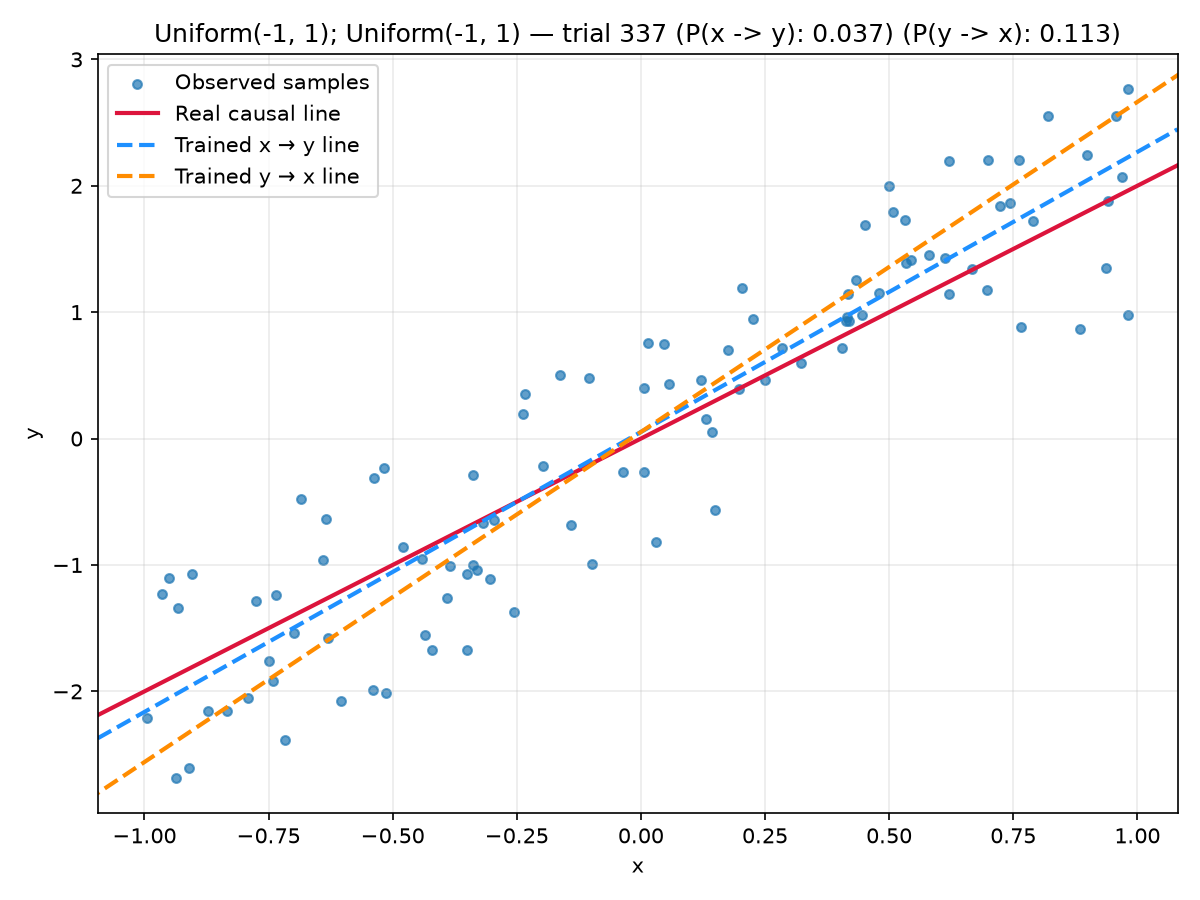 Uniform(-1, 1); Uniform(-1, 1) — trial 337 (P(x -> y): 0.037) (P(y -> x): 0.113)
Observed samples
Real causal line
Trained x → y line
Trained y → x line
3
2
1
0
−1
−2
y
−1.00 −0.75 −0.50 −0.25 0.00 0.25 0.50 0.75 1.00
x